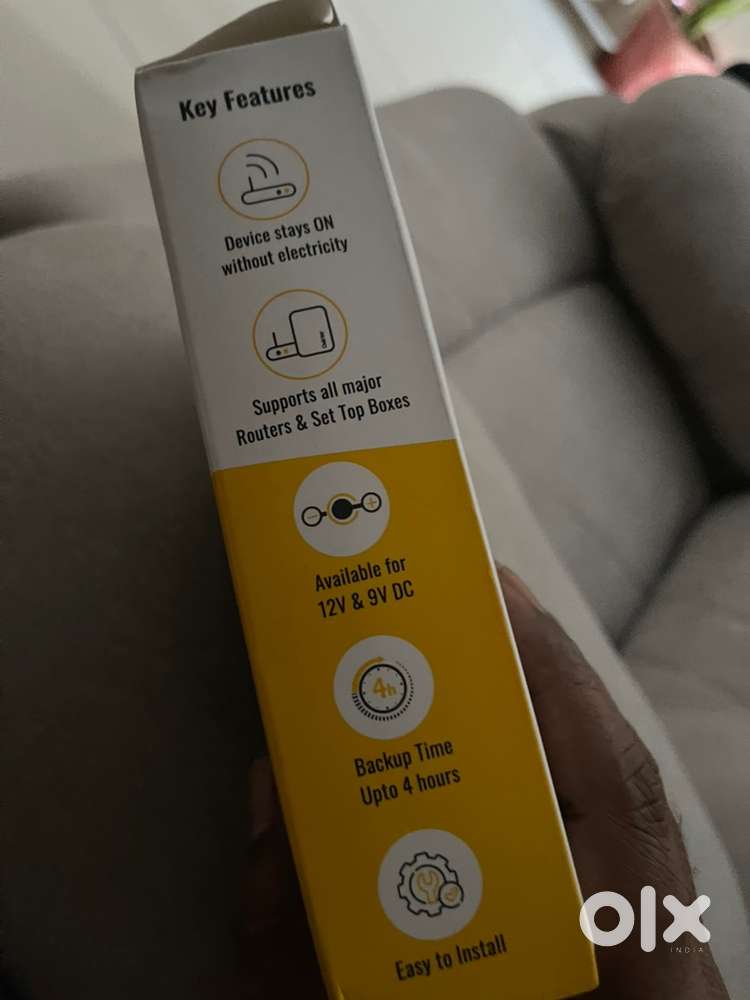 Key Features
Device stays ON
without electricity
Supports all major
Routers & Set Top Boxes
Available for
12V & 9V DC
4h
Backup Time
Upto 4 hours
Easy to Install
olx
INDIA